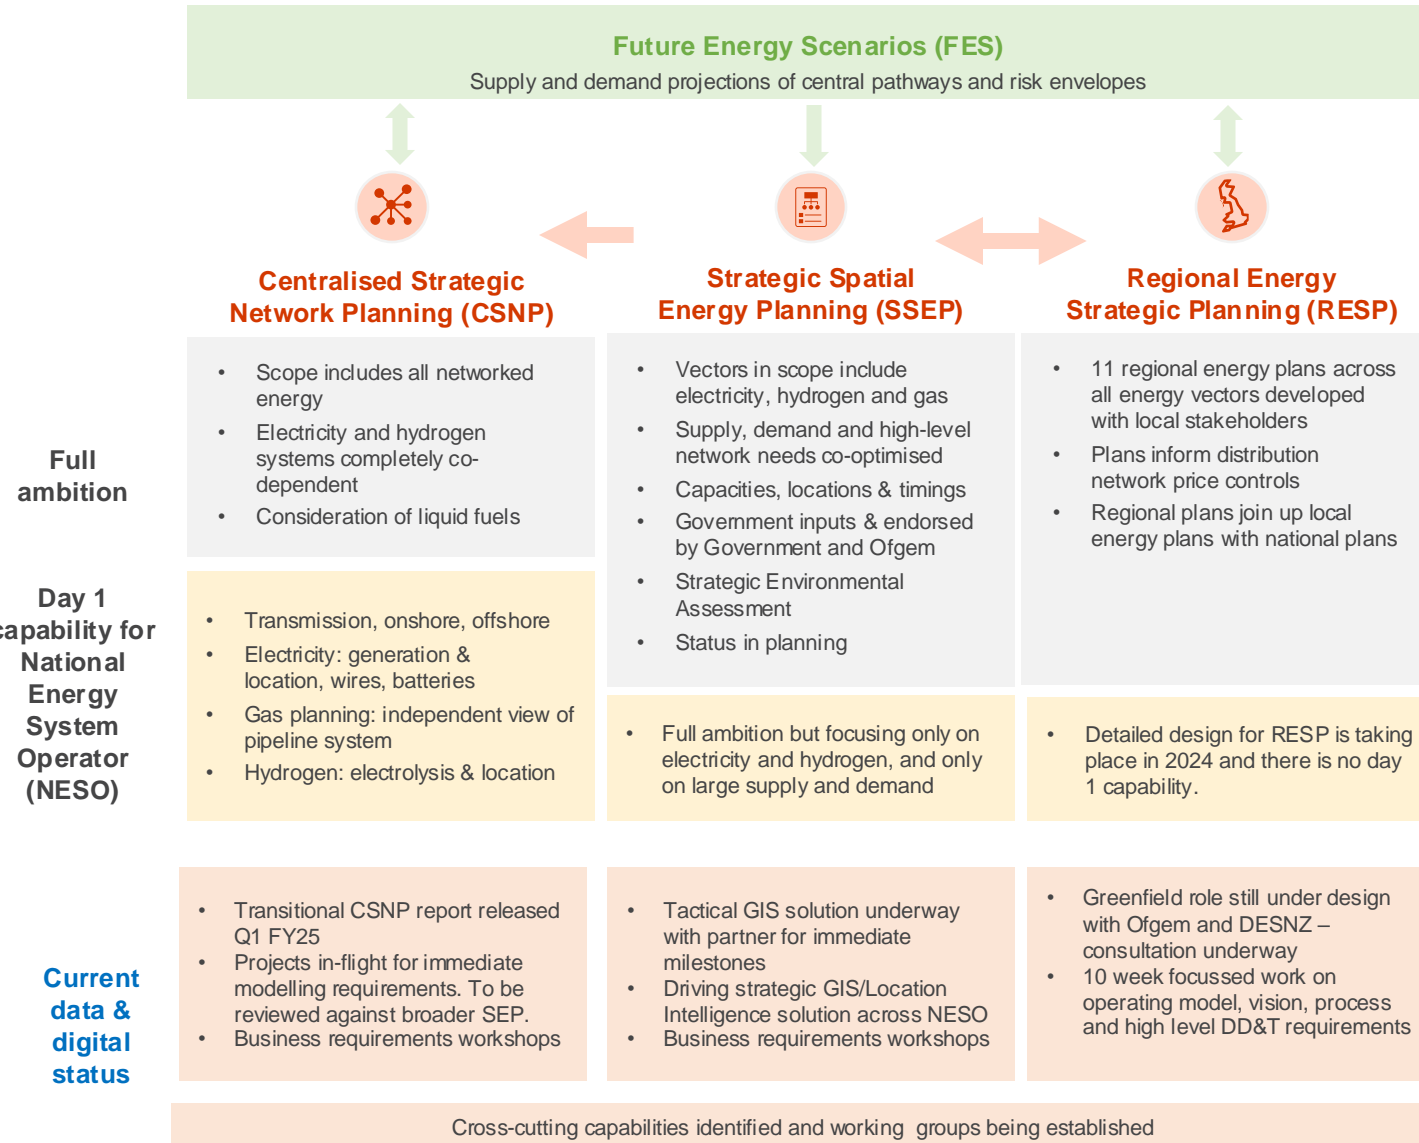 Future Energy Scenarios (FES)
Supply and demand projections of central pathways and risk envelopes
Centralised Strategic
Network Planning (CSNP)
Strategic Spatial
Energy Planning (SSEP)
Regional Energy
Strategic Planning (RESP)
Full
ambition
• Scope includes all networked
energy
• Electricity and hydrogen
systems completely co-
dependent
• Consideration of liquid fuels
• Vectors in scope include
electricity, hydrogen and gas
• Supply, demand and high-level
network needs co-optimised
• Capacities, locations & timings
• Government inputs & endorsed
by Government and Ofgem
• Strategic Environmental
Assessment
• Status in planning
• 11 regional energy plans across
all energy vectors developed
with local stakeholders
• Plans inform distribution
network price controls
• Regional plans join up local
energy plans with national plans
Day 1
capability for
National
Energy
System
Operator
(NESO)
• Transmission, onshore, offshore
• Electricity: generation &
location, wires, batteries
• Gas planning: independent view of
pipeline system
• Hydrogen: electrolysis & location
• Full ambition but focusing only on
electricity and hydrogen, and only
on large supply and demand
• Detailed design for RESP is taking
place in 2024 and there is no day
1 capability.
Current
data &
digital
status
• Transitional CSNP report released
Q1 FY25
• Projects in-flight for immediate
modelling requirements. To be
reviewed against broader SEP.
• Business requirements workshops
• Tactical GIS solution underway
with partner for immediate
milestones
• Driving strategic GIS/Location
Intelligence solution across NESO
• Business requirements workshops
• Greenfield role still under design
with Ofgem and DESNZ –
consultation underway
• 10 week focussed work on
operating model, vision, process
and high level DD&T requirements
Cross-cutting capabilities identified and working groups being established